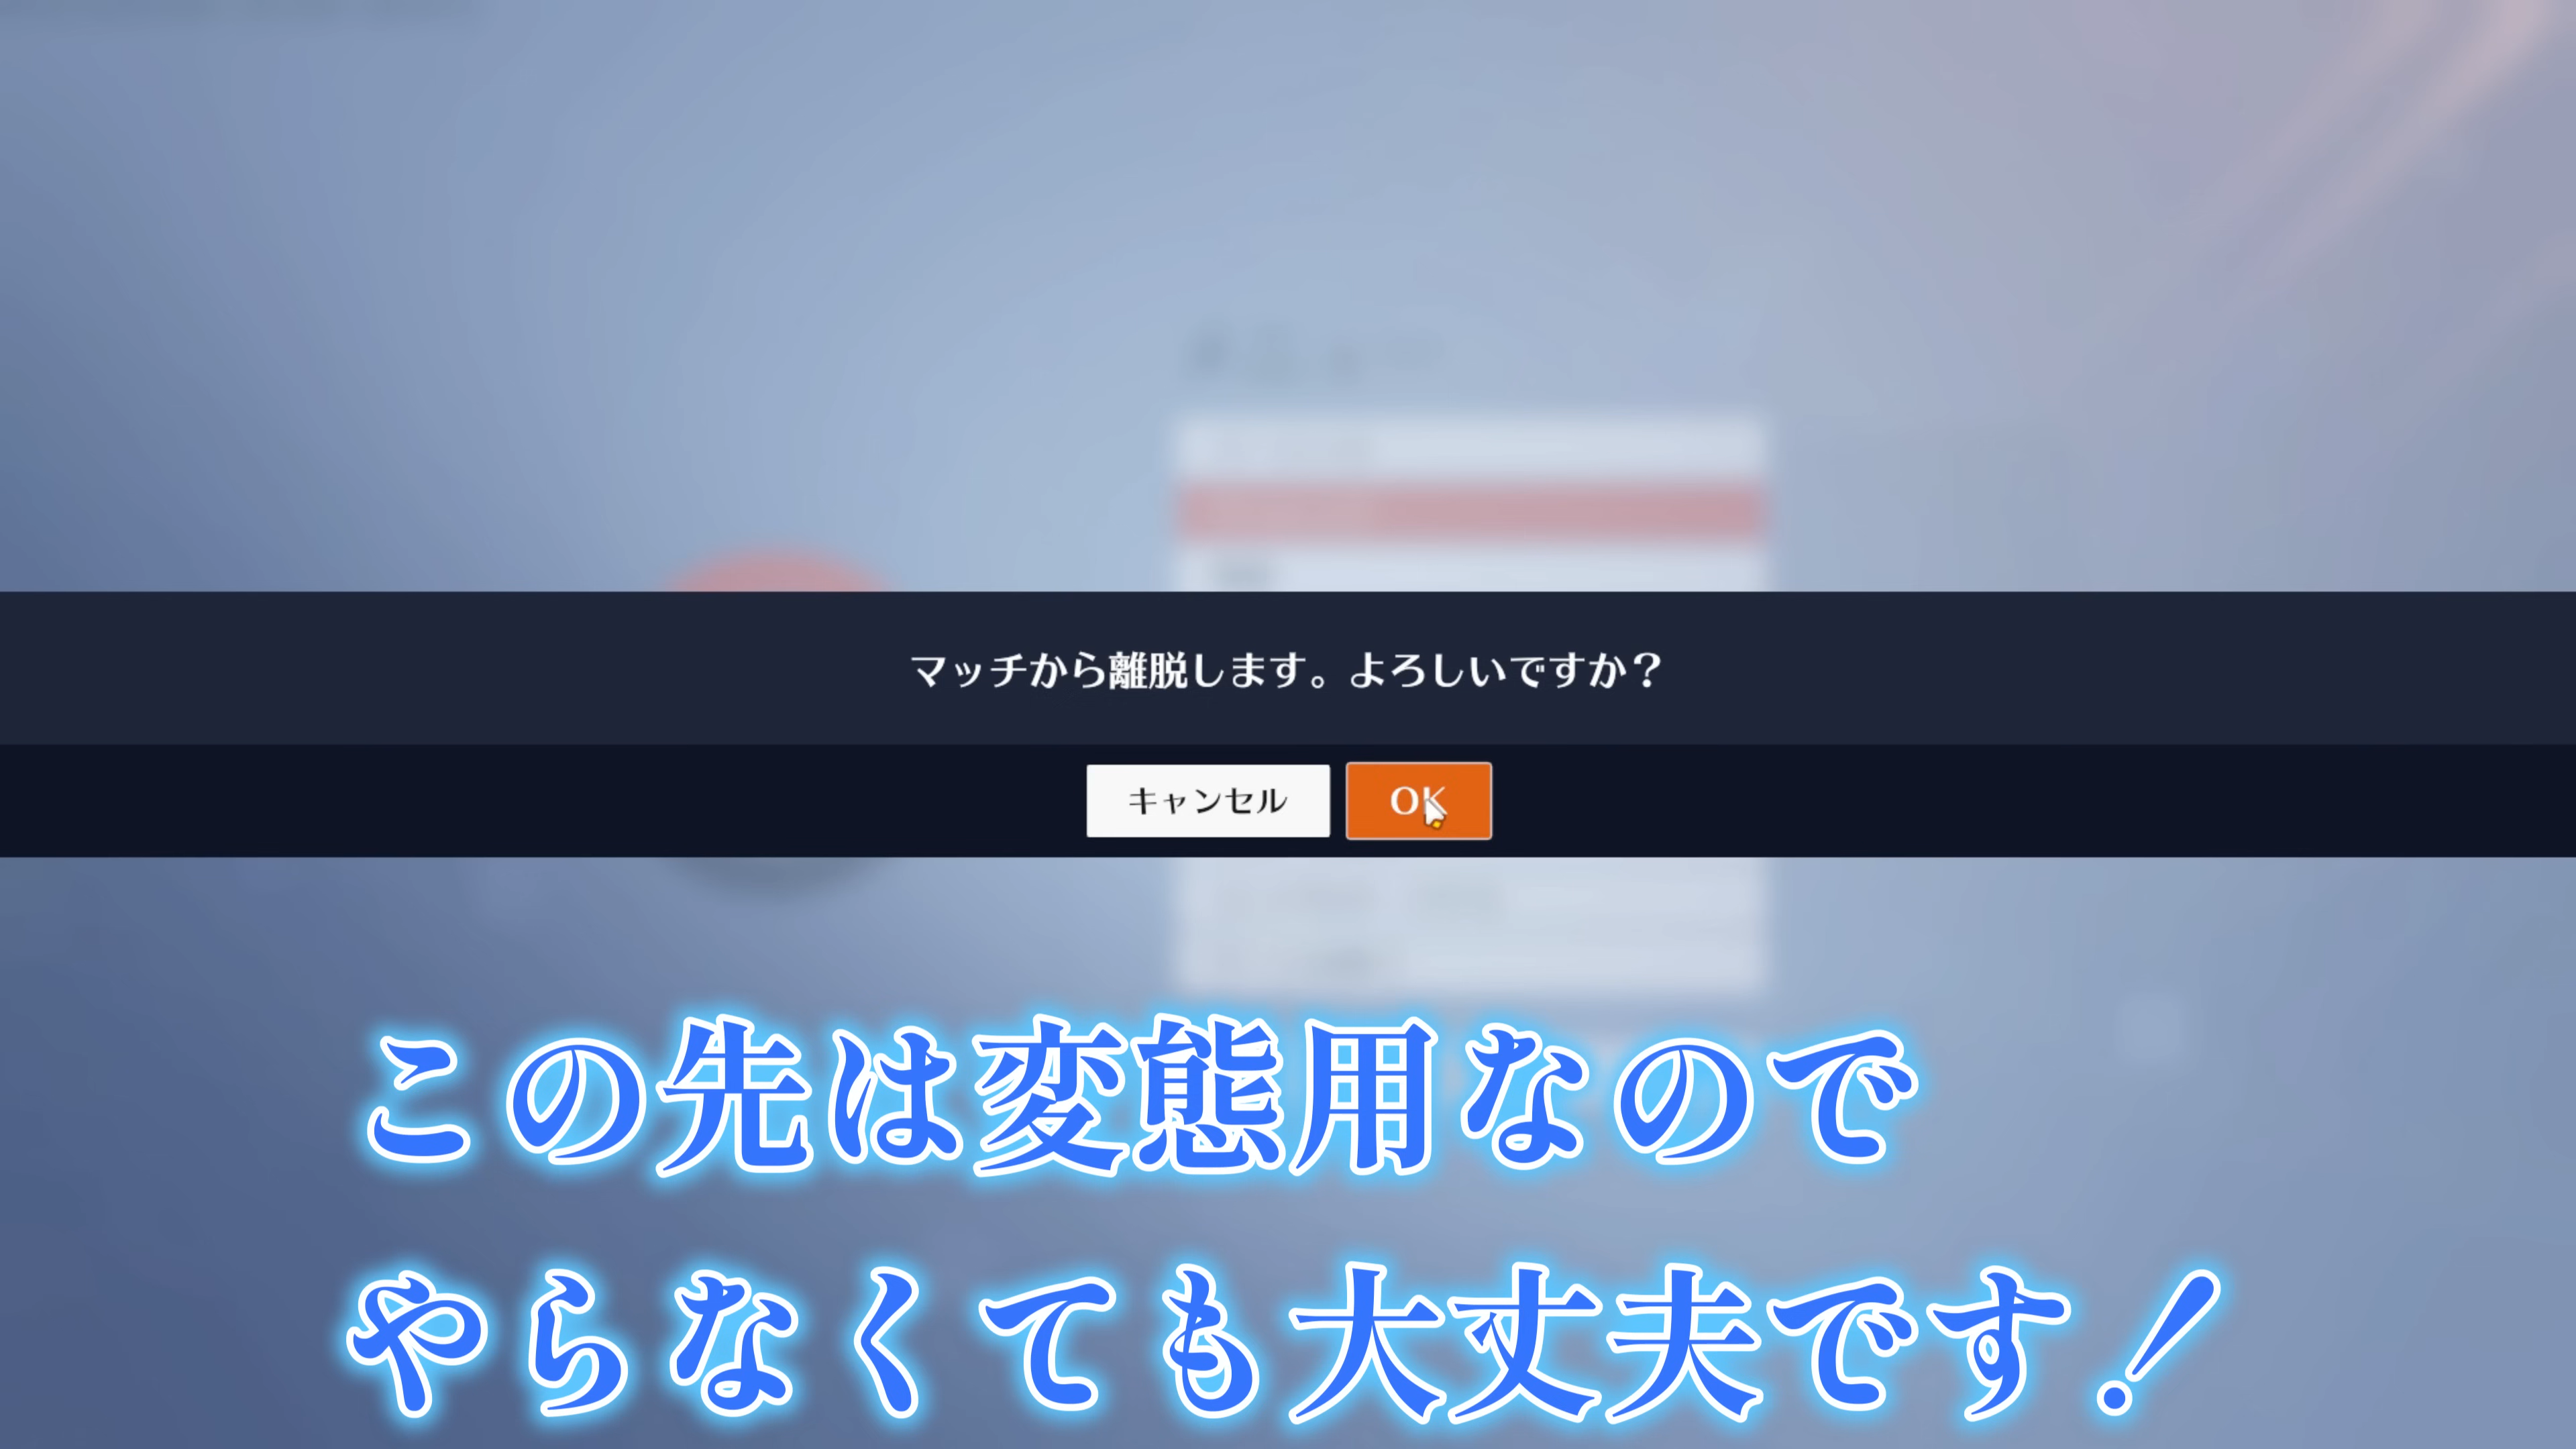 マッチから離脱します。よろしいですか?
キャンセル
OK
この先は変態用なので
やらなくても大丈夫です!